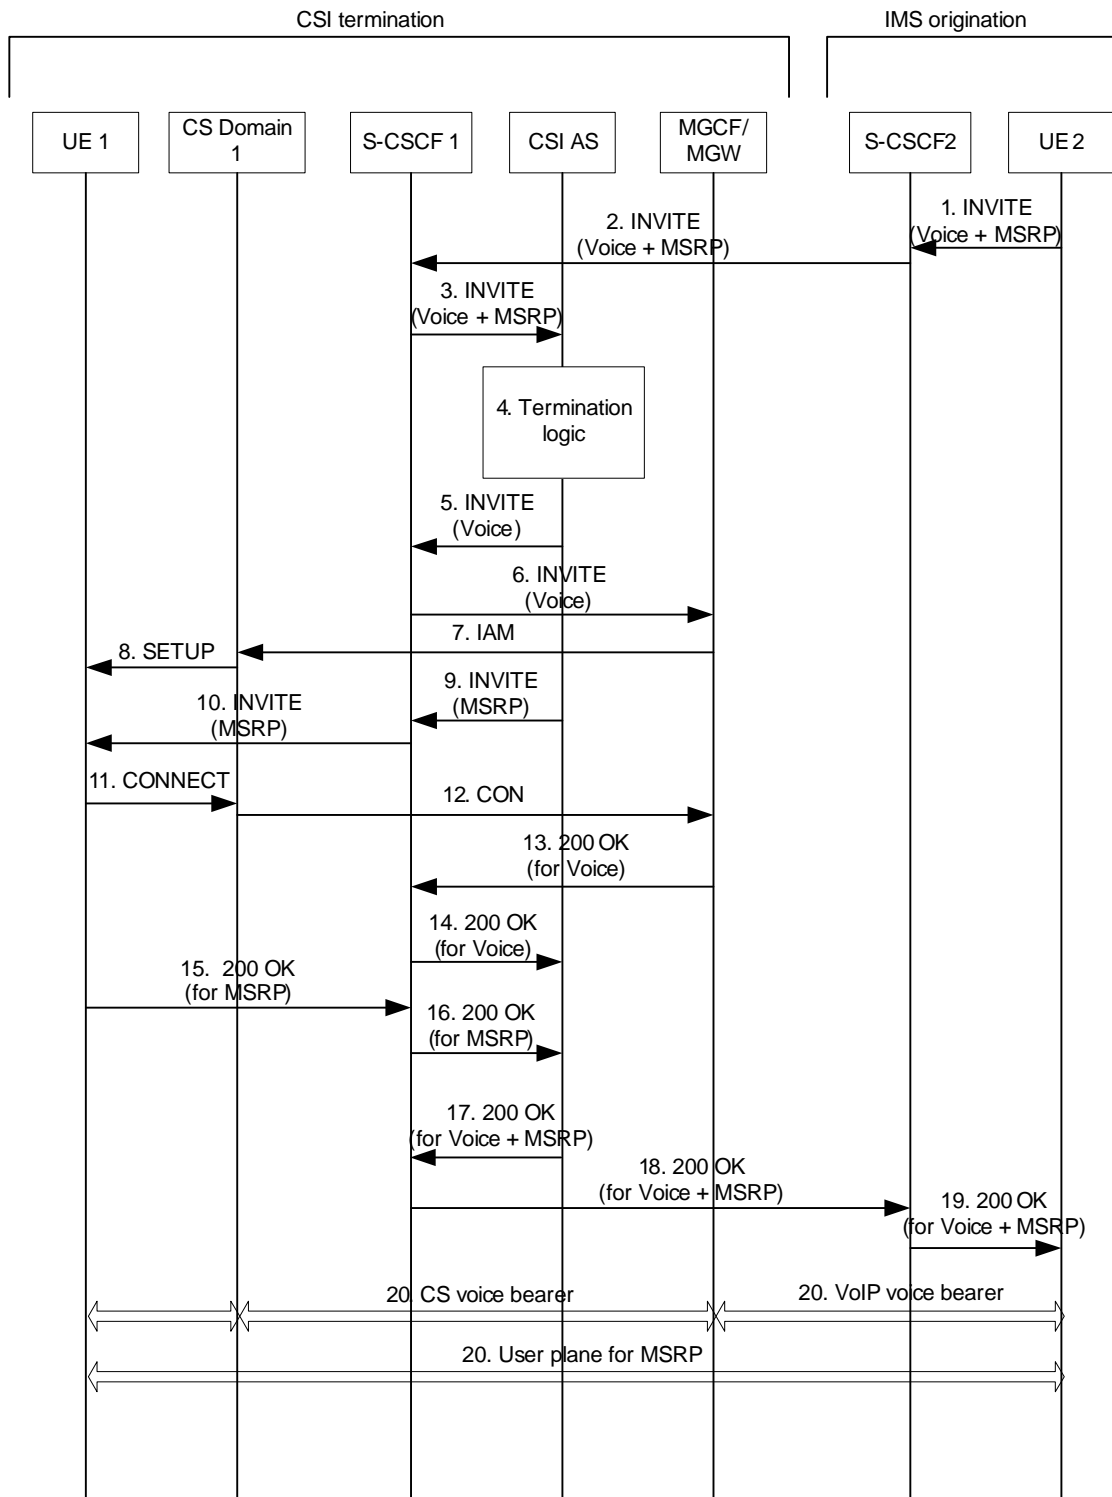 CSI termination
IMS origination
UE 1
CS Domain
1
S-CSCF 1
CSI AS
MGCF/
MGW
S-CSCF2
UE 2
1. INVITE
(Voice + MSRP)
2. INVITE
(Voice + MSRP)
3. INVITE
(Voice + MSRP)
4. Termination
logic
5. INVITE
(Voice)
6. INVITE
(Voice)
7. IAM
8. SETUP
9. INVITE
(MSRP)
10. INVITE
(MSRP)
11. CONNECT
12. CON
13. 200 OK
(for Voice)
14. 200 OK
(for Voice)
15. 200 OK
(for MSRP)
16. 200 OK
(for MSRP)
17. 200 OK
(for Voice + MSRP)
18. 200 OK
(for Voice + MSRP)
19. 200 OK
(for Voice + MSRP)
20. CS voice bearer
20. VoIP voice bearer
20. User plane for MSRP